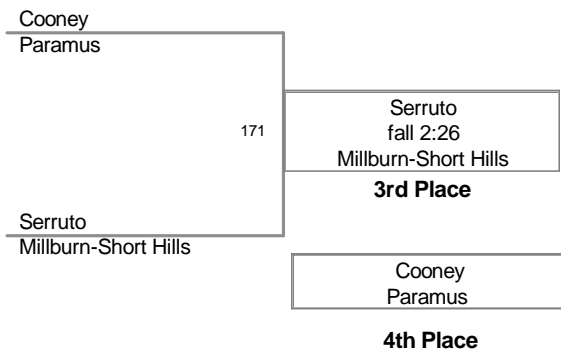 Cooney
Paramus
171
Serruto
fall 2:26
Millburn-Short Hills
3rd Place
Serruto
Millburn-Short Hills
Cooney
Paramus
4th Place